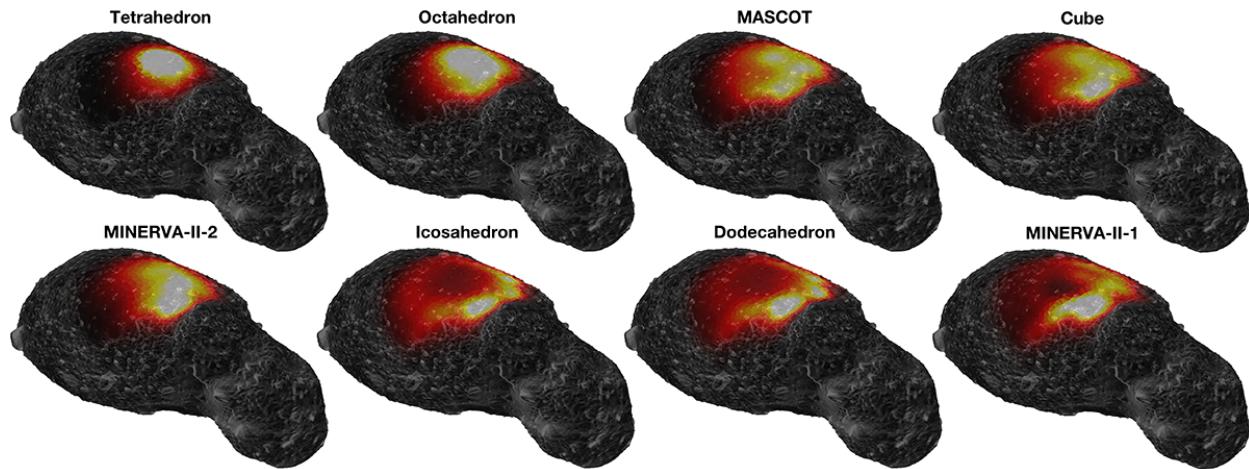 Tetrahedron
Octahedron
MASCOT
Cube
MINERVA-II-2
Icosahedron
Dodecahedron
MINERVA-II-1